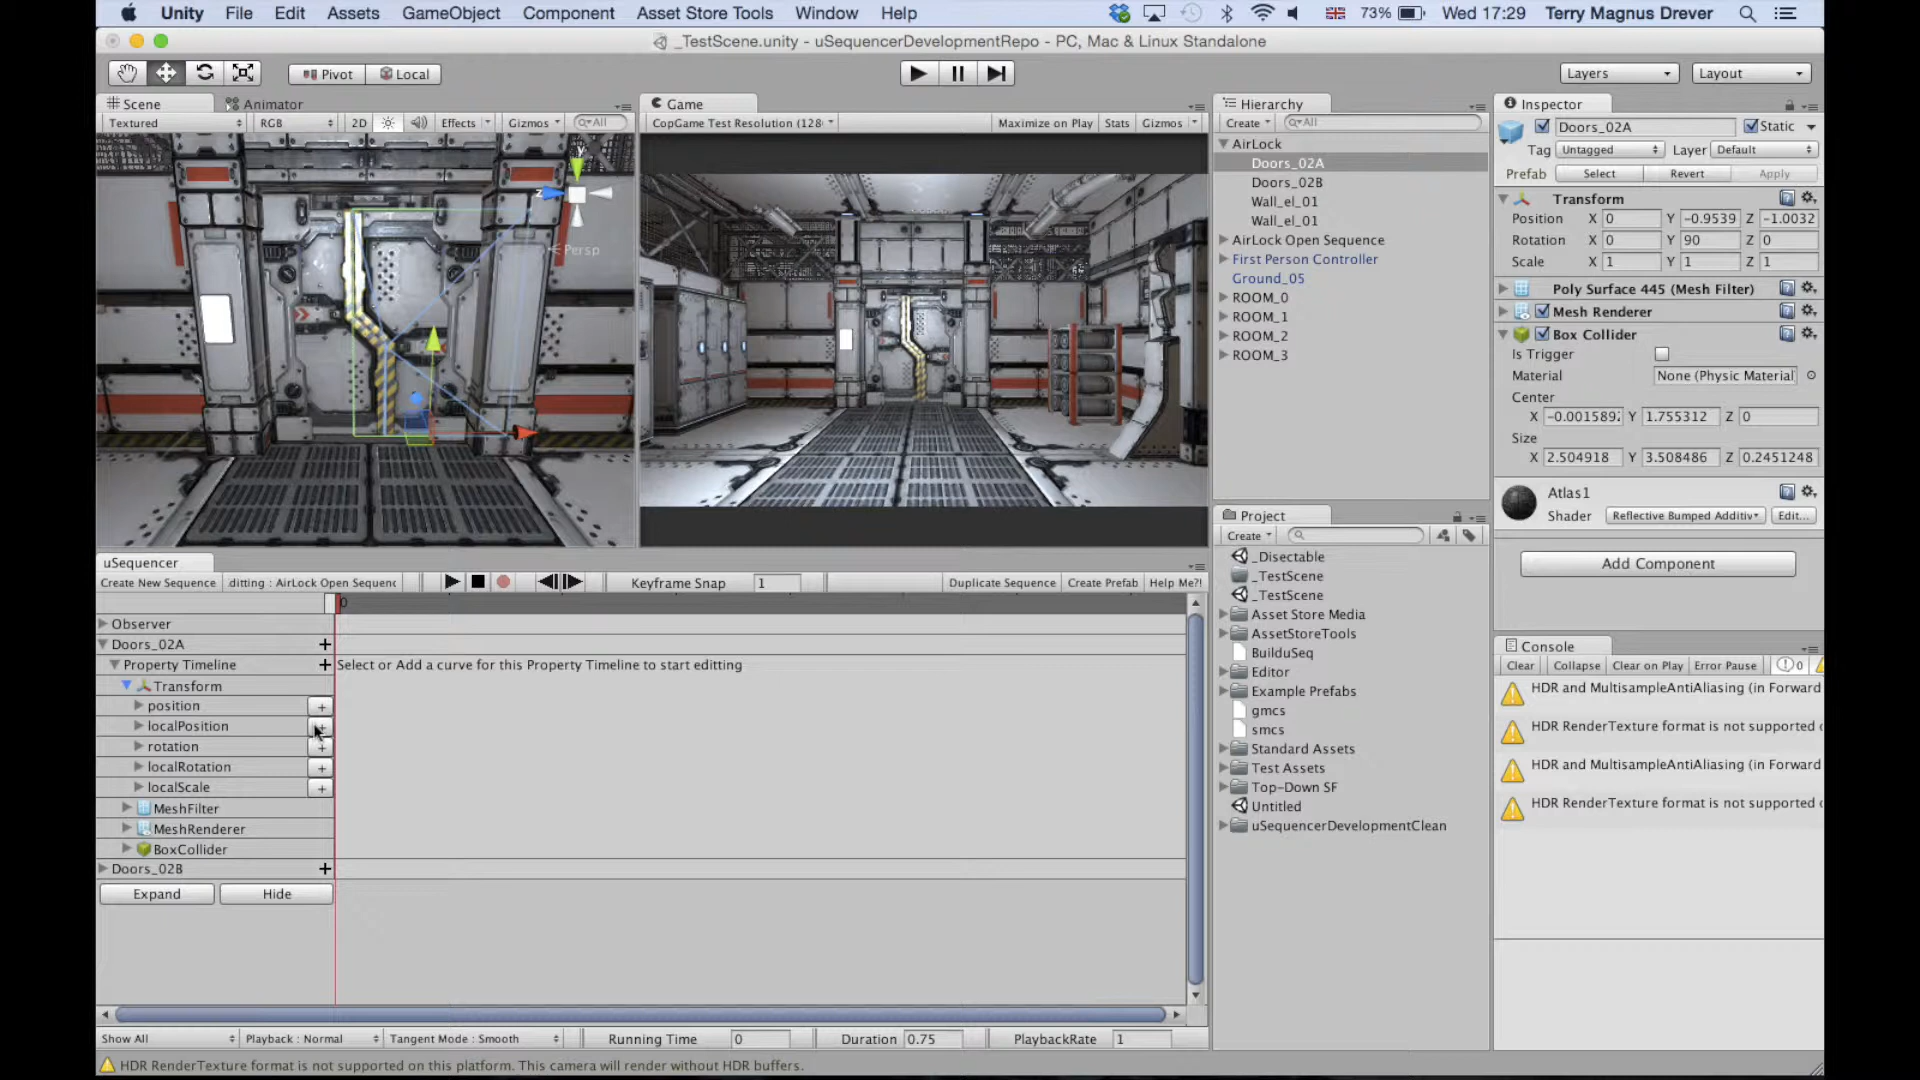 Unity File Edit Assets GameObject Component Asset Store Tools Window Help 73% Wed 17:29 Terry Magnus Drever
_TestScene.unity - uSequencerDevelopmentRepo - PC, Mac & Linux Standalone
Pivot Local Layers Layout
Scene Animator
Textured RGB 2D Effects Gizmos All
y
z
Persp
Game
CopGame Test Resolution (128 Maximize on Play Stats Gizmos
Hierarchy
Create All
AirLock
Doors_02A
Doors_02B
Wall_el_01
Wall_el_01
AirLock Open Sequence
First Person Controller
Ground_05
ROOM_0
ROOM_1
ROOM_2
ROOM_3
Project
Create
_Disectable
_TestScene
_TestScene
Asset Store Media
AssetStoreTools
BuilduSeq
Editor
Example Prefabs
gmcs
smcs
Standard Assets
Test Assets
Top-Down SF
Untitled
uSequencerDevelopmentClean
Inspector
Doors_02A Static
Tag Untagged Layer Default
Prefab Select Revert Apply
Transform
Position X 0 Y -0.9539 Z -1.0032
Rotation X 0 Y 90 Z 0
Scale X 1 Y 1 Z 1
Poly Surface 445 (Mesh Filter)
Mesh Renderer
Box Collider
Is Trigger
Material None (Physic Material)
Center
X -0.001589 Y 1.755312 Z 0
Size
X 2.504918 Y 3.508486 Z 0.2451248
Atlas1
Shader Reflective Bumped Additiv Edit...
Add Component
Console
Clear Collapse Clear on Play Error Pause 0
HDR and MultisampleAntiAliasing (in Forward
HDR RenderTexture format is not supported o
HDR and MultisampleAntiAliasing (in Forward
HDR RenderTexture format is not supported o
uSequencer
Create New Sequence ditting : AirLock Open Sequenc Keyframe Snap 1 Duplicate Sequence Create Prefab Help Me?!
0
Observer
Doors_02A +
Property Timeline + Select or Add a curve for this Property Timeline to start editting
Transform
position +
localPosition +
rotation +
localRotation +
localScale +
MeshFilter
MeshRenderer
BoxCollider
Doors_02B +
Expand Hide
Show All Playback : Normal Tangent Mode : Smooth Running Time 0 Duration 0.75 PlaybackRate 1
HDR RenderTexture format is not supported on this platform. This camera will render without HDR buffers.